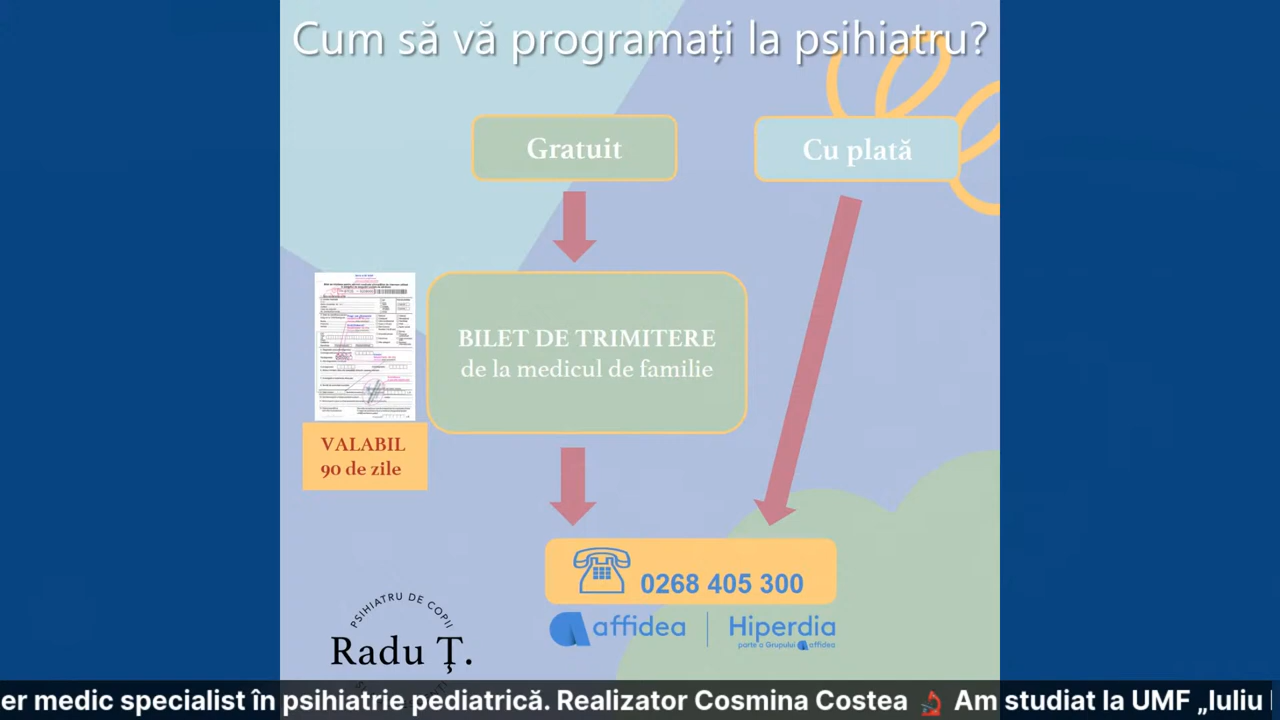 Cum să vă programați la psihiatru?
Gratuit
Cu plată
BILET DE TRIMITERE
de la medicul de familie
VALABIL
90 de zile
0268 405 300
affidea
Hiperdia
parte a Grupului affidea
PSIHIATRU DE COPII
Radu Ț.
er medic specialist în psihiatrie pediatrică. Realizator Cosmina Costea 🔬 Am studiat la UMF „Iuliu